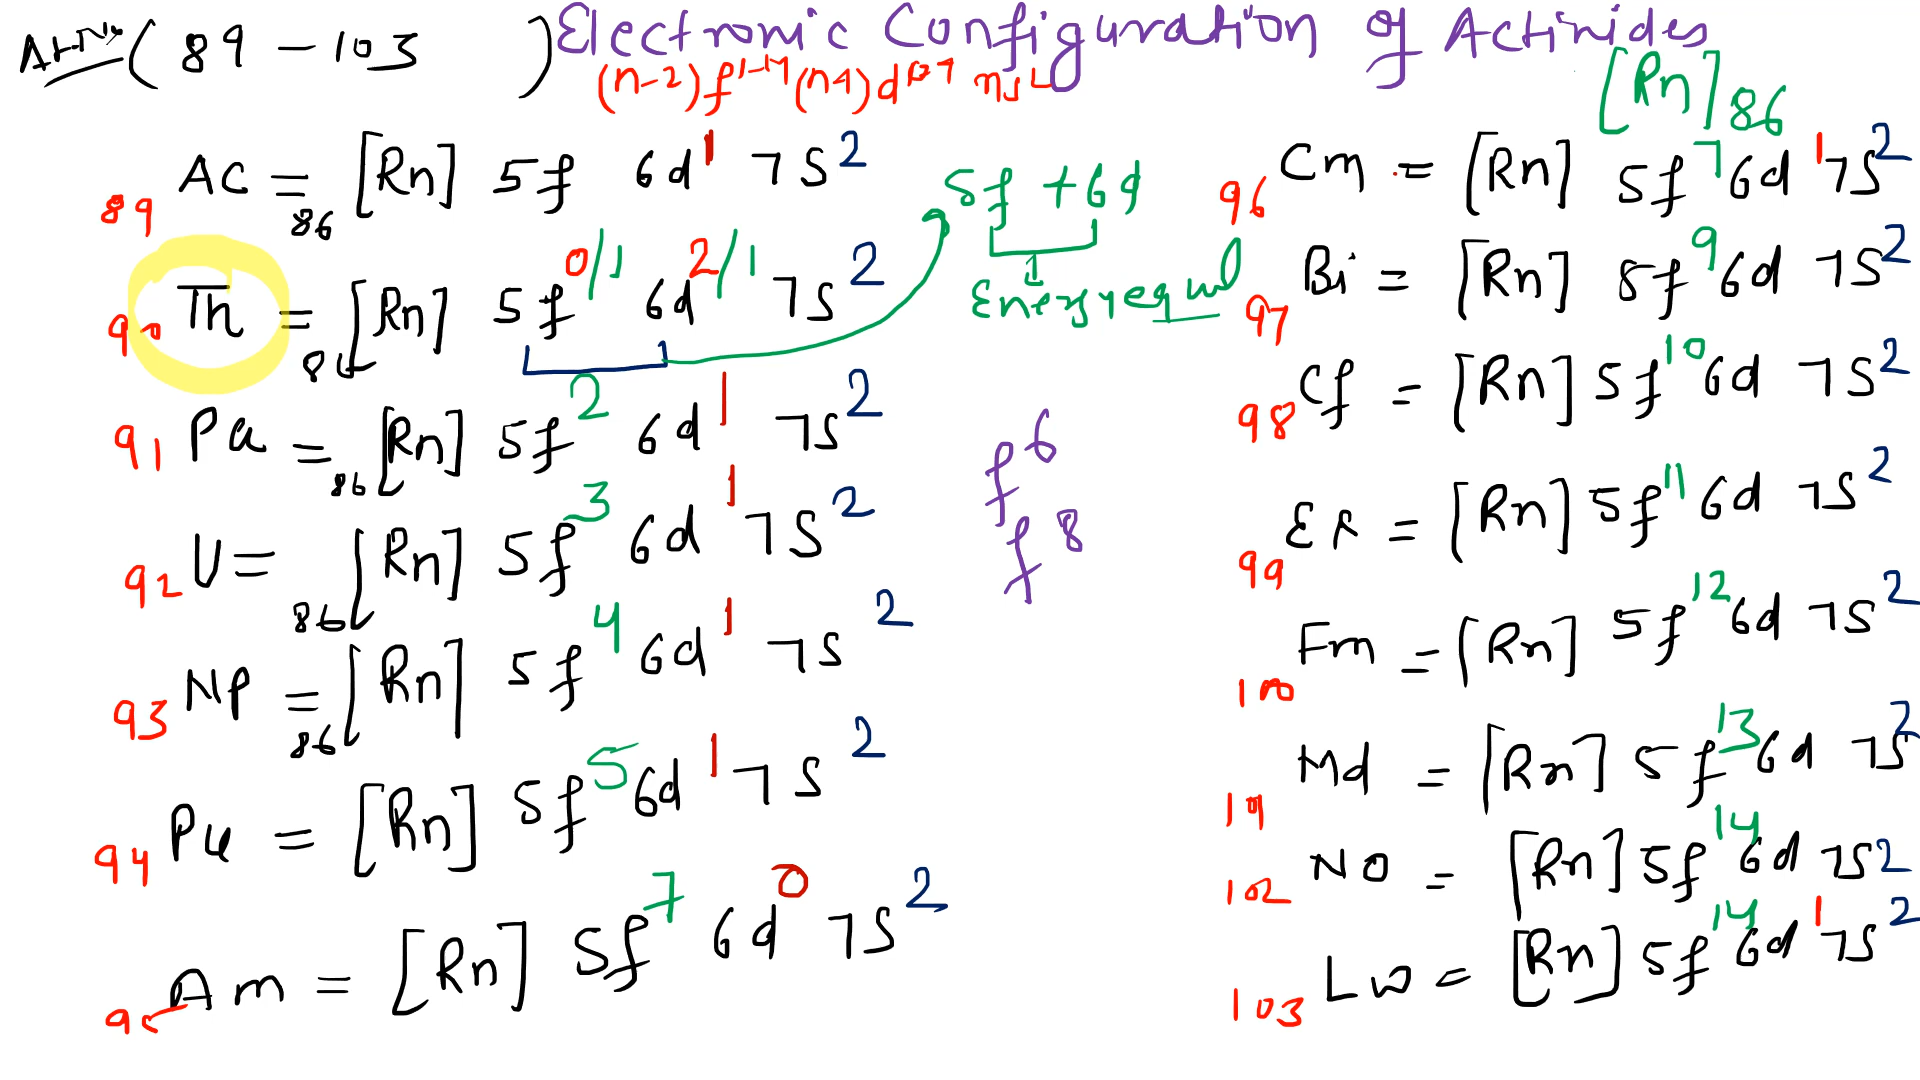 At-No ( 89 - 103 ) Electronic Configuration of Actinides
(n-2)f¹⁻¹⁴ (n-1)d ns²
[Rn]₈₆
89 Ac = ₈₆[Rn] 5f 6d¹ 7S²
90 Th = ₈₆[Rn] 5f⁰/¹ 6d²/¹ 7S²
5f + 6d
Energy equal
91 Pa = ₈₆[Rn] 5f² 6d¹ 7S²
92 U = ₈₆[Rn] 5f³ 6d¹ 7S²
93 Np = ₈₆[Rn] 5f⁴ 6d¹ 7S²
94 Pu = [Rn] 5f⁵ 6d¹ 7S²
95 Am = [Rn] 5f⁷ 6d⁰ 7S²
f⁶
f⁸
96 Cm = [Rn] 5f⁷ 6d¹ 7S²
97 Bi = [Rn] 5f⁹ 6d 7S²
98 Cf = [Rn] 5f¹⁰ 6d 7S²
99 = [Rn] 5f¹¹ 6d 7S²
100 Fm = [Rn] 5f¹² 6d 7S²
101 Md = [Rn] 5f¹³ 6d 7S²
102 NO = [Rn] 5f¹⁴ 6d 7S²
103 Lw = [Rn] 5f¹⁴ 6d¹ 7S²